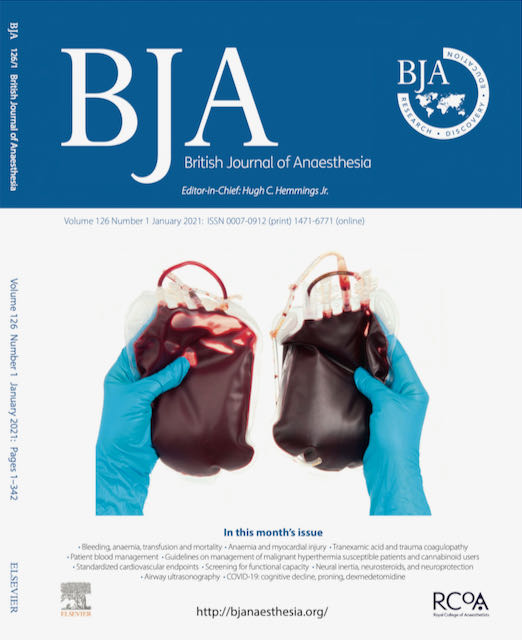 BJA 126/1 British Journal of Anaesthesia
Volume 126 Number 1 January 2021: Pages 1–342
ELSEVIER
BJA
British Journal of Anaesthesia
Editor-in-Chief: Hugh C. Hemmings Jr.
BJA
RESEARCH • DISCOVERY • EDUCATION
Volume 126 Number 1 January 2021: ISSN 0007-0912 (print) 1471-6771 (online)
In this month's issue
• Bleeding, anaemia, transfusion and mortality • Anaemia and myocardial injury • Tranexamic acid and trauma coagulopathy
• Patient blood management • Guidelines on management of malignant hyperthermia susceptible patients and cannabinoid users
• Standardized cardiovascular endpoints • Screening for functional capacity • Neural inertia, neurosteroids, and neuroprotection
• Airway ultrasonography • COVID-19: cognitive decline, proning, dexmedetomidine
ELSEVIER
http://bjanaesthesia.org/
RCOA
Royal College of Anaesthetists